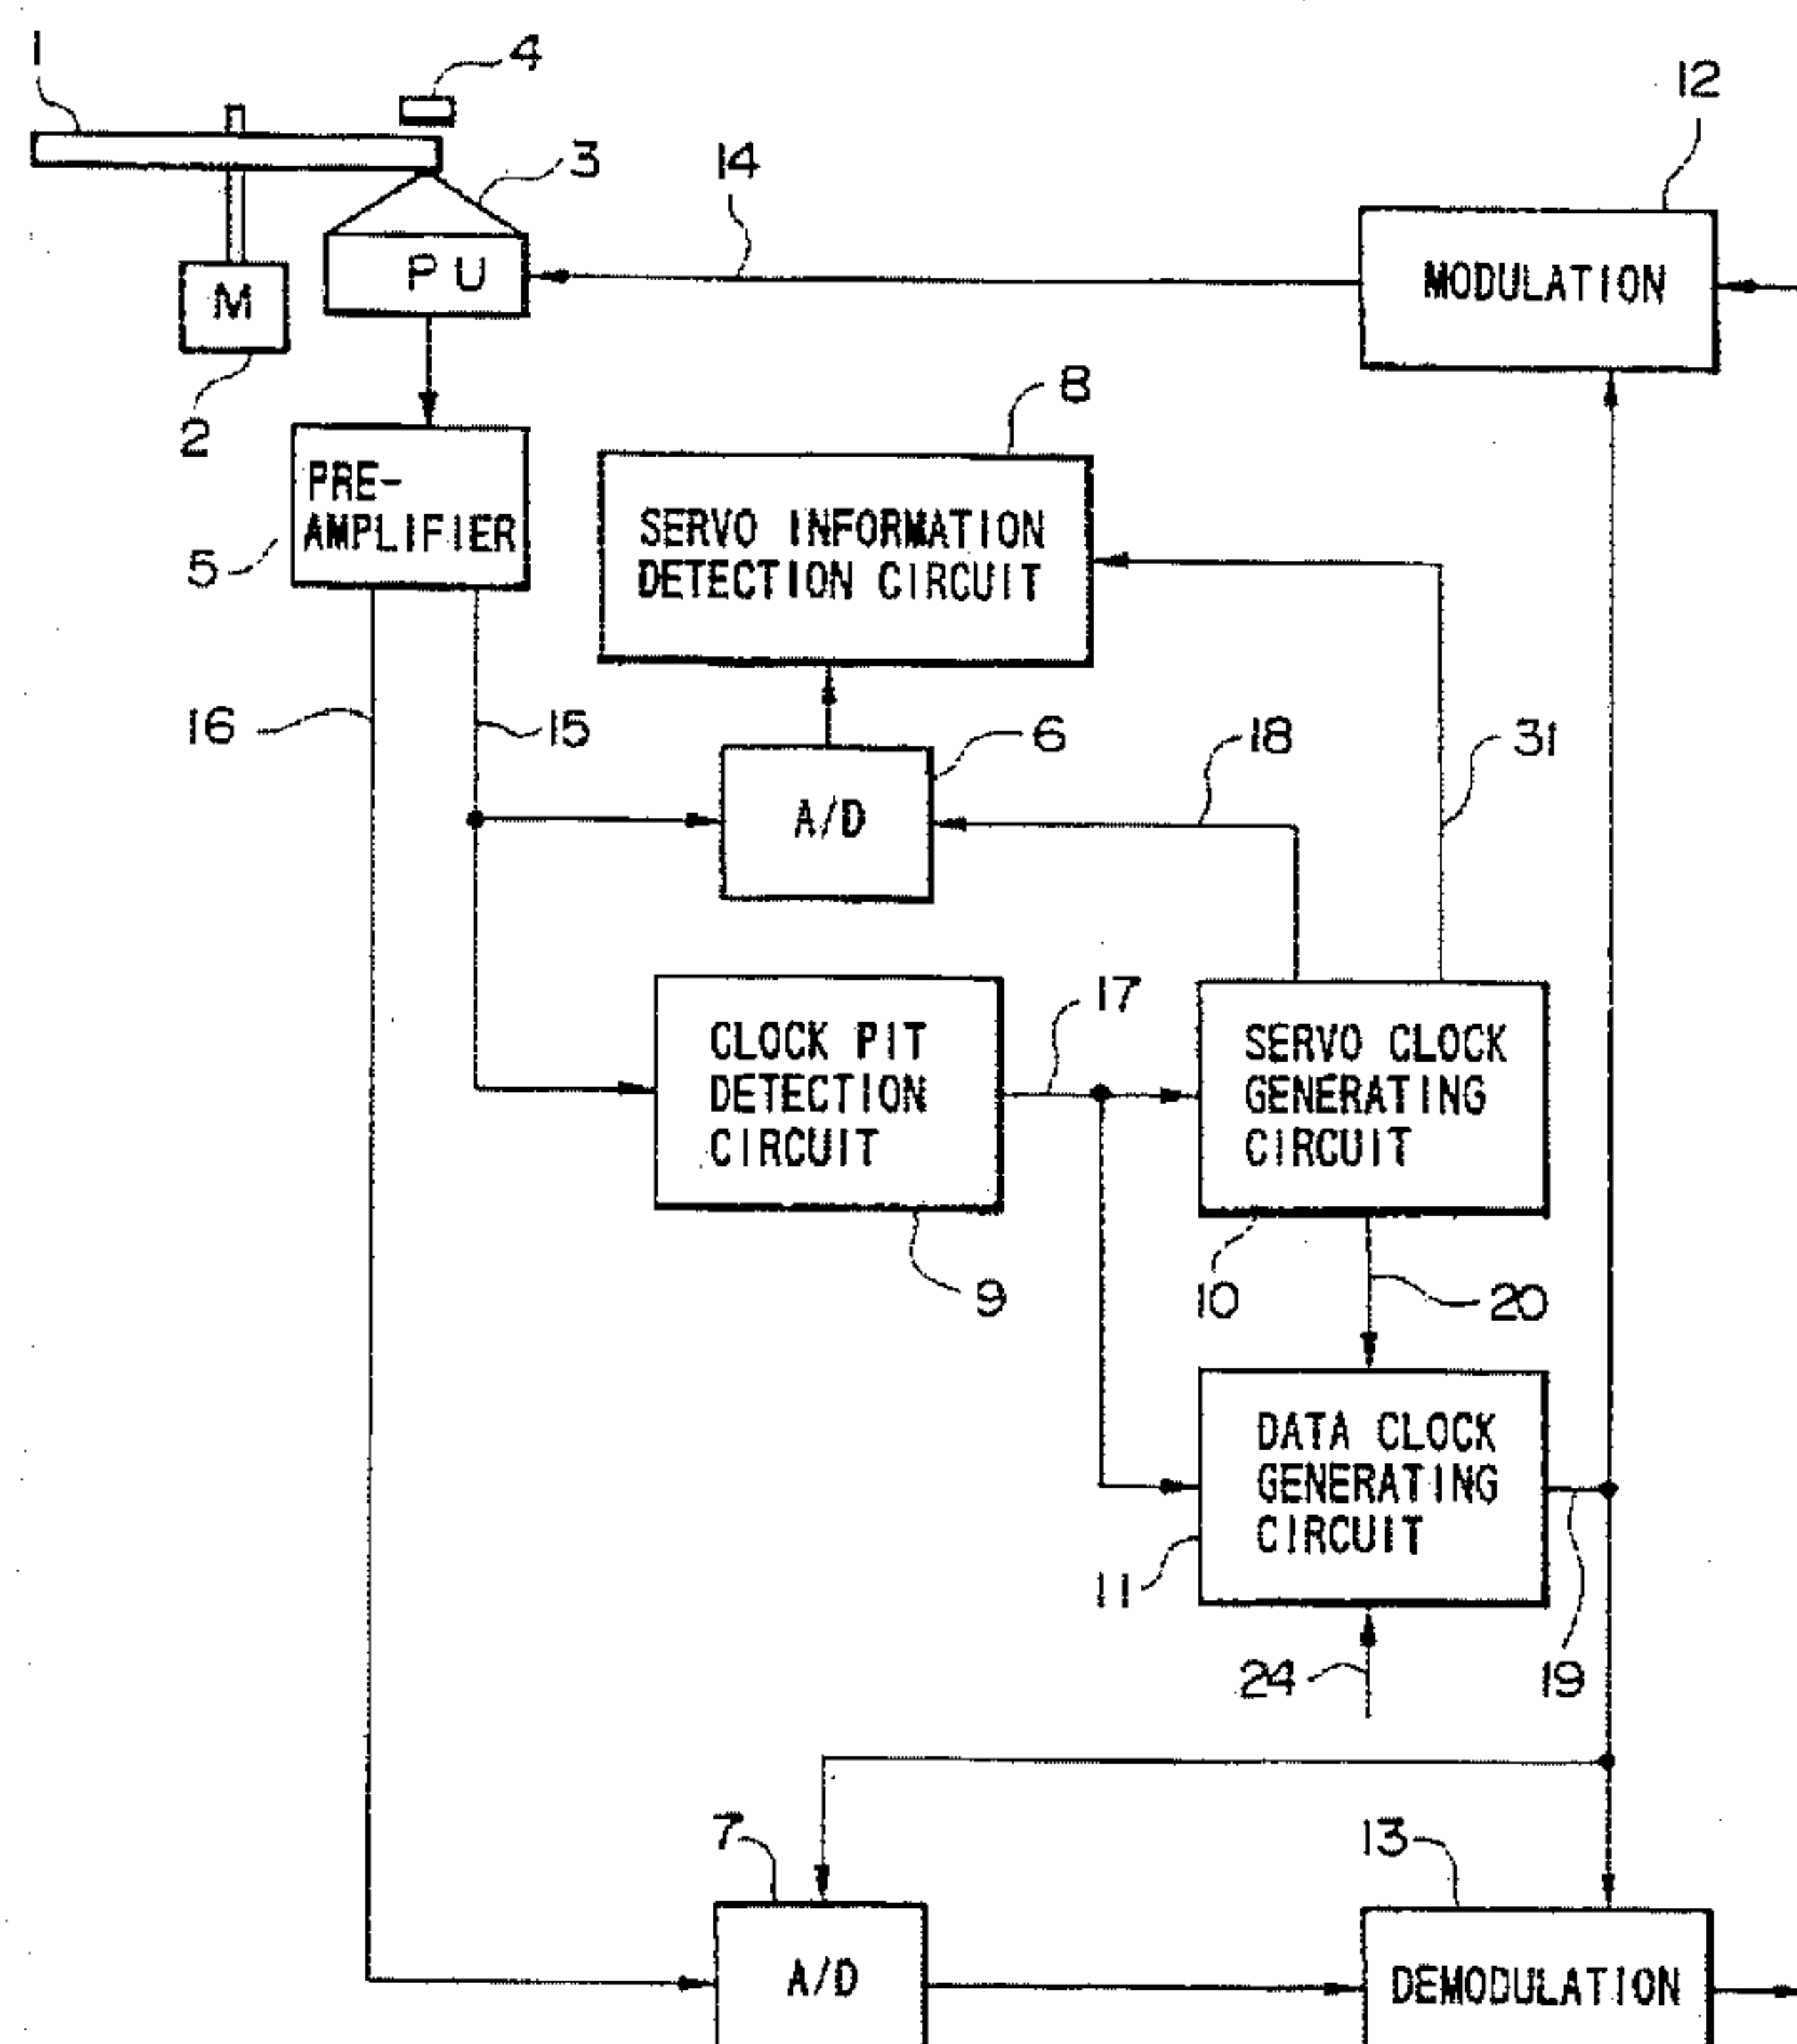 1
4
12
3
14
PU
MODULATION
M
8
2
PRE-
AMPLIFIER
SERVO INFORMATION
DETECTION CIRCUIT
5
16
15
6
18
31
A/D
17
CLOCK PIT
DETECTION
CIRCUIT
SERVO CLOCK
GENERATING
CIRCUIT
9
10
20
DATA CLOCK
GENERATING
CIRCUIT
11
24
19
7
13
A/D
DEMODULATION